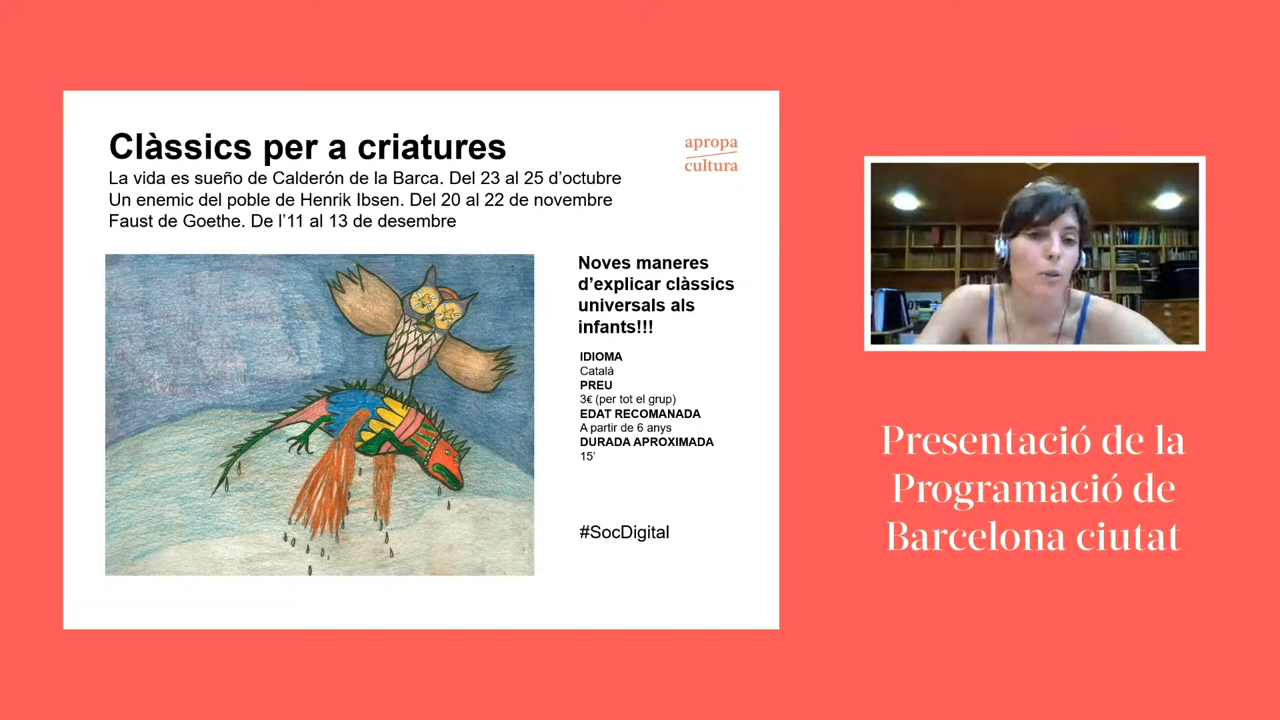 Clàssics per a criatures
La vida es sueño de Calderón de la Barca. Del 23 al 25 d’octubre
Un enemic del poble de Henrik Ibsen. Del 20 al 22 de novembre
Faust de Goethe. De l’11 al 13 de desembre
apropa
cultura
Noves maneres
d’explicar clàssics
universals als
infants!!!
IDIOMA
Català
PREU
3€ (per tot el grup)
EDAT RECOMANADA
A partir de 6 anys
DURADA APROXIMADA
15’
#SocDigital
Presentació de la
Programació de
Barcelona ciutat